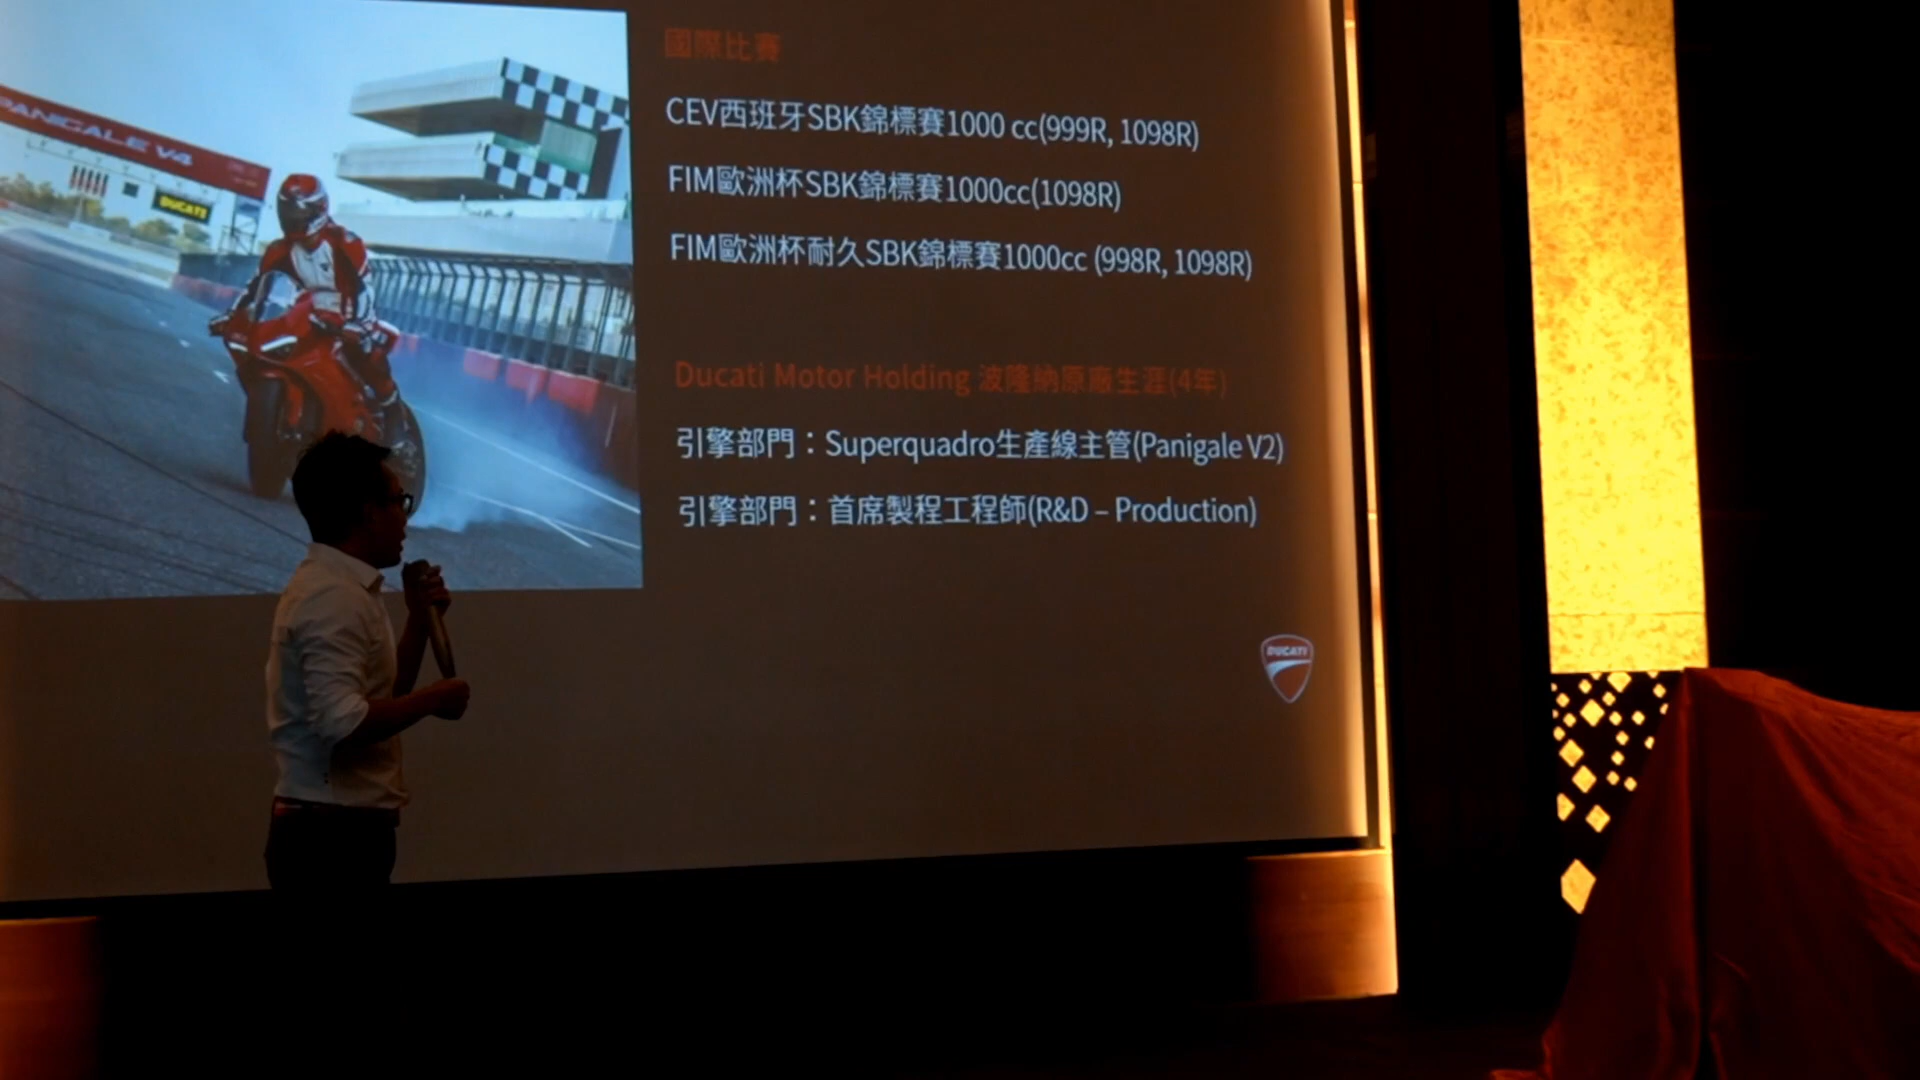 PANIGALE V4
DUCATI
國際比賽
CEV西班牙SBK錦標賽1000 cc(999R, 1098R)
FIM歐洲杯SBK錦標賽1000cc(1098R)
FIM歐洲杯耐久SBK錦標賽1000cc (998R, 1098R)
Ducati Motor Holding 波隆納原廠生涯(4年)
引擎部門：Superquadro生產線主管(Panigale V2)
引擎部門：首席製程工程師(R&D – Production)
DUCATI